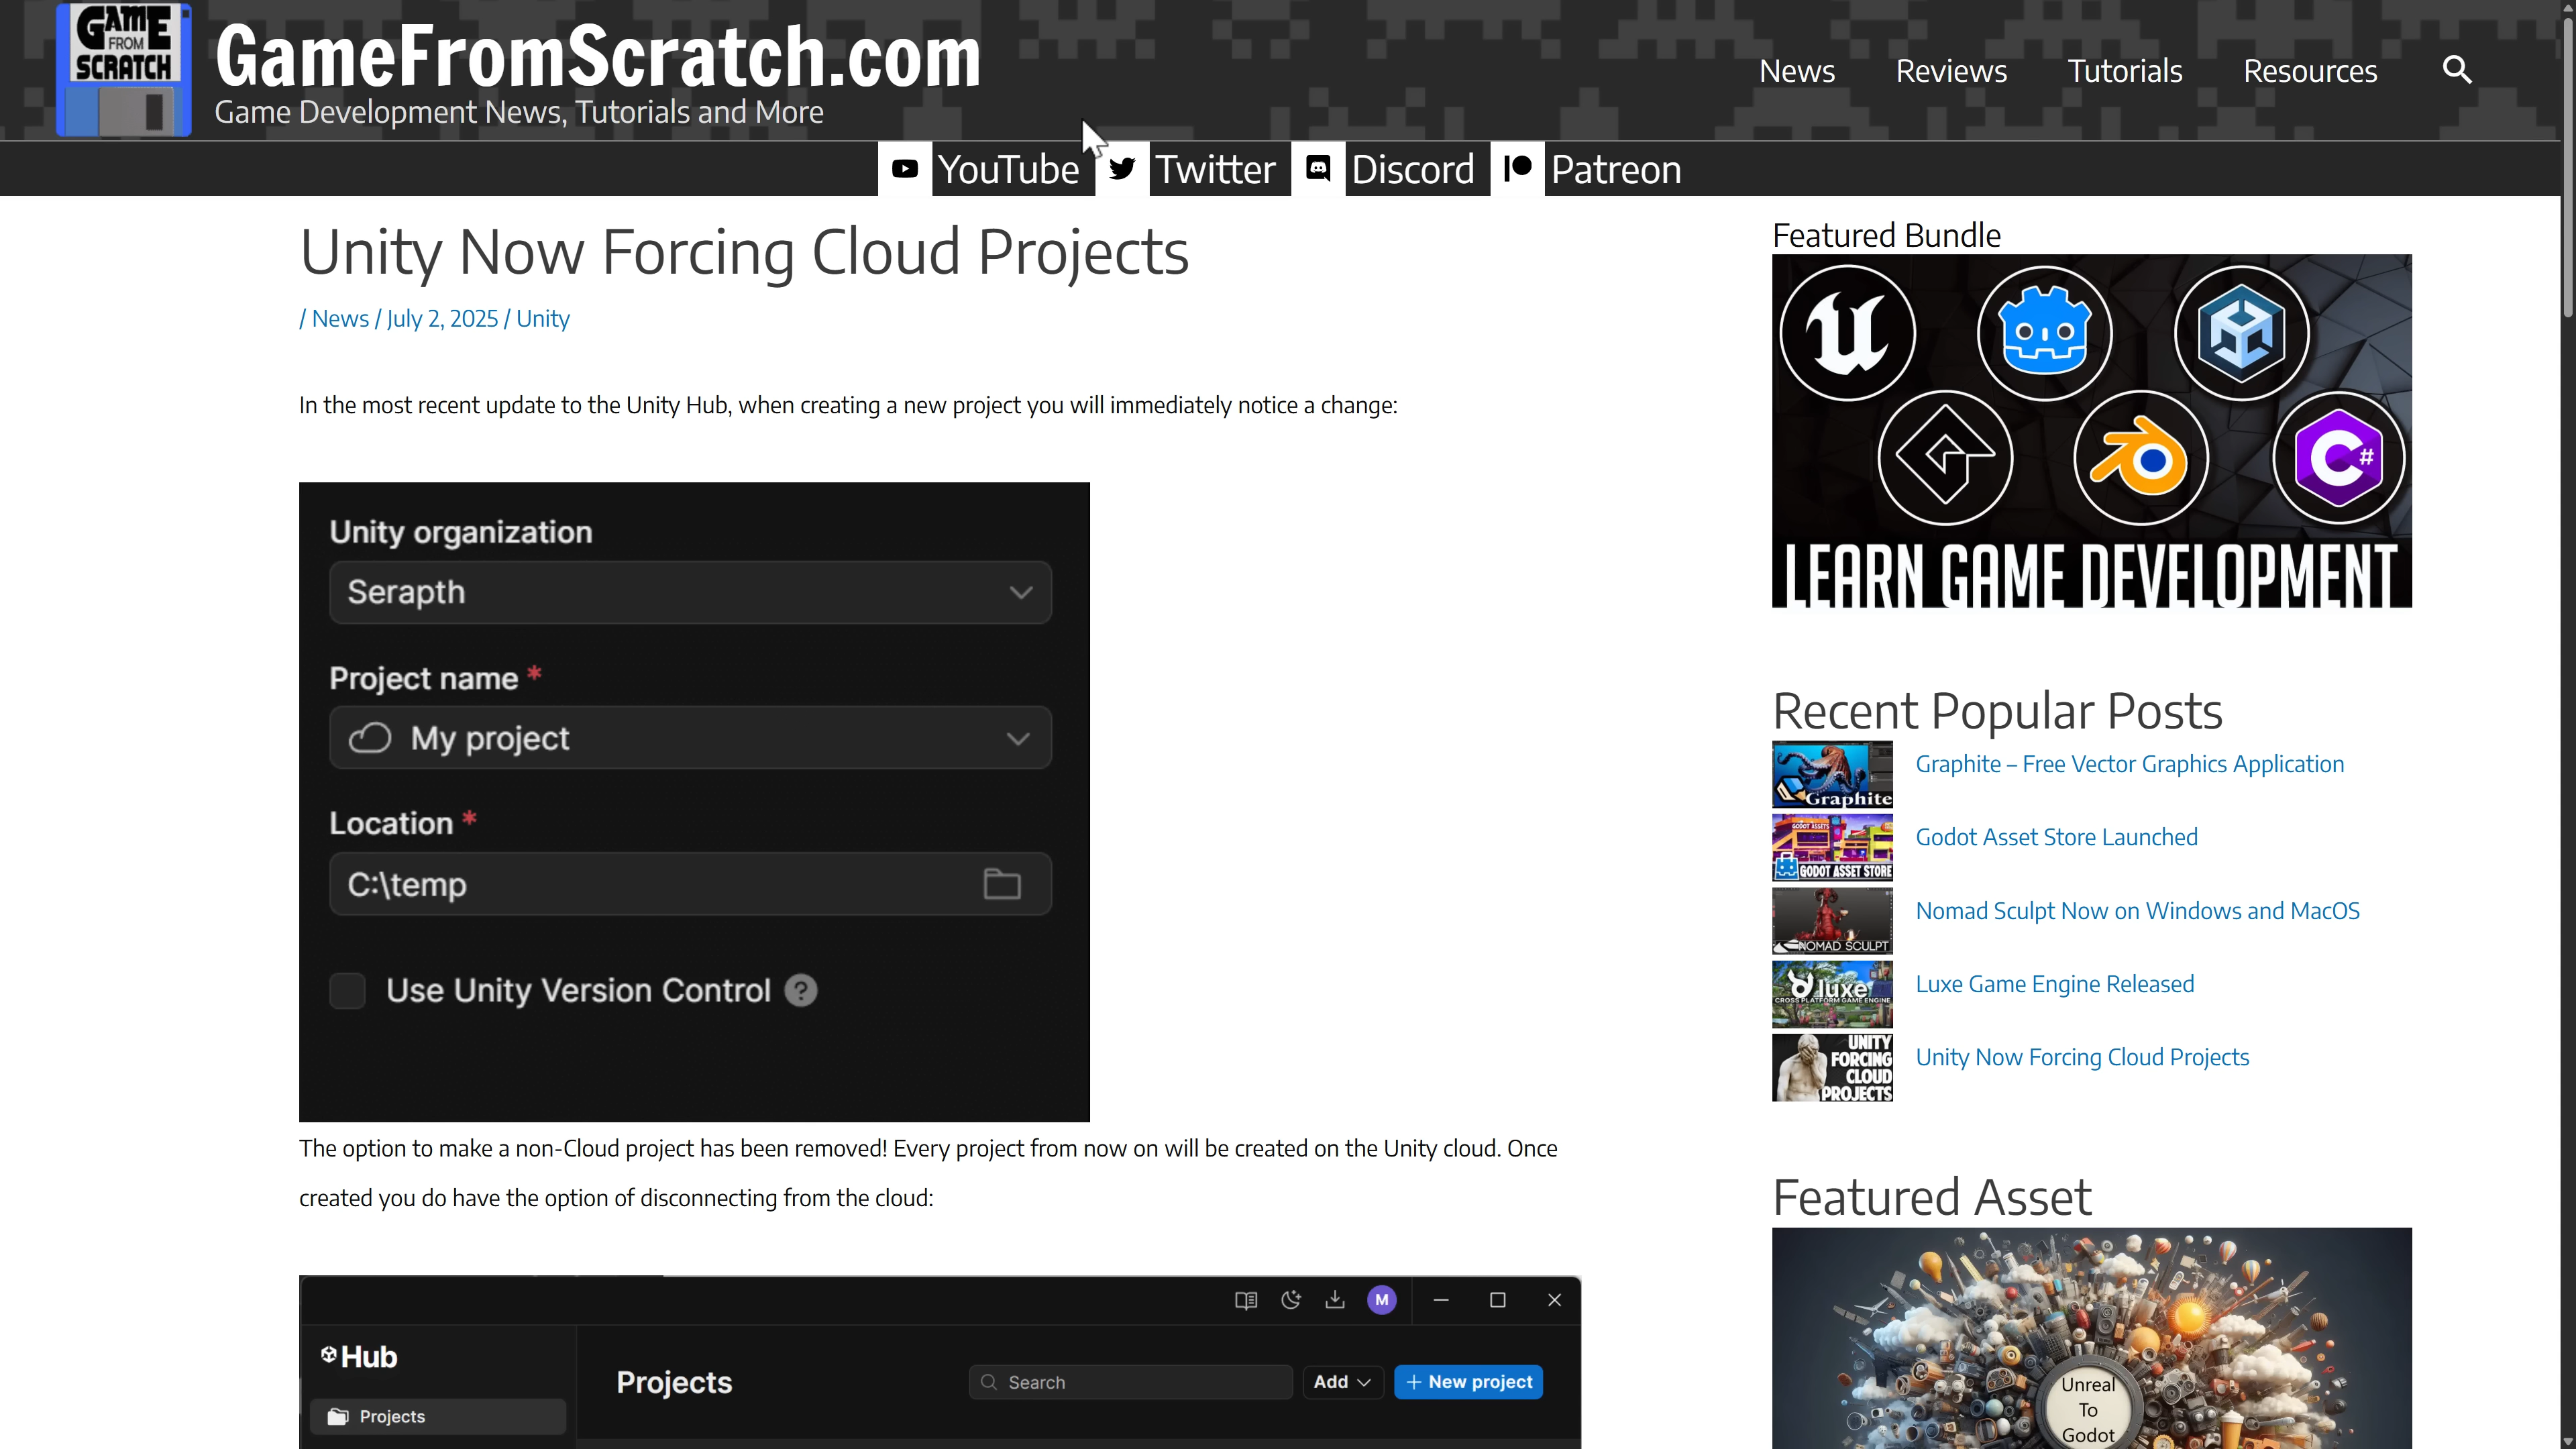 GAME
FROM
SCRATCH
GameFromScratch.com
Game Development News, Tutorials and More
News
Reviews
Tutorials
Resources
YouTube
Twitter
Discord
Patreon
Unity Now Forcing Cloud Projects
/ News / July 2, 2025 / Unity
In the most recent update to the Unity Hub, when creating a new project you will immediately notice a change:
Unity organization
Serapth
Project name *
My project
Location *
C:\temp
Use Unity Version Control ?
The option to make a non-Cloud project has been removed! Every project from now on will be created on the Unity cloud. Once
created you do have the option of disconnecting from the cloud:
M
Hub
Projects
Projects
Search
Add
+ New project
Featured Bundle
C#
LEARN GAME DEVELOPMENT
Recent Popular Posts
Graphite
Graphite – Free Vector Graphics Application
GODOT ASSETS
GODOT ASSET STORE
Godot Asset Store Launched
NOMAD SCULPT
Nomad Sculpt Now on Windows and MacOS
luxe
CROSS PLATFORM GAME ENGINE
Luxe Game Engine Released
UNITY
FORCING
CLOUD
PROJECTS
Unity Now Forcing Cloud Projects
Featured Asset
Unreal
To
Godot